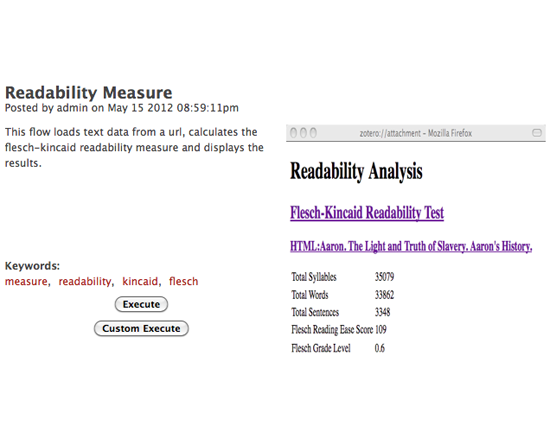 Readability Measure
Posted by admin on May 15 2012 08:59:11pm
This flow loads text data from a url, calculates the
flesch-kincaid readability measure and displays the
results.
Keywords:
measure, readability, kincaid, flesch
Execute
Custom Execute
zotero://attachment - Mozilla Firefox
Readability Analysis
Flesch-Kincaid Readability Test
HTML:Aaron. The Light and Truth of Slavery. Aaron's History.
Total Syllables 35079
Total Words 33862
Total Sentences 3348
Flesch Reading Ease Score 109
Flesch Grade Level 0.6